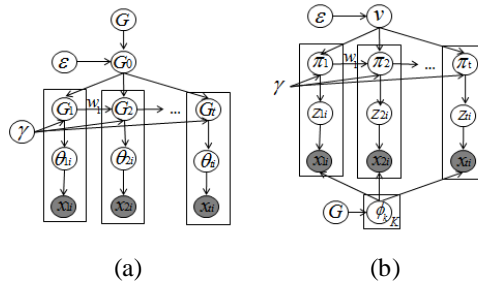 G ε v
ε G₀
π₁ w₁ π₂ ... πₜ
G₁ w₁ G₂ ... Gₜ
γ
γ z₁ᵢ z₂ᵢ zₜᵢ
θ₁ᵢ θ₂ᵢ θₜᵢ
x₁ᵢ x₂ᵢ xₜᵢ
x₁ᵢ x₂ᵢ xₜᵢ
G ϕₖ K
(a) (b)